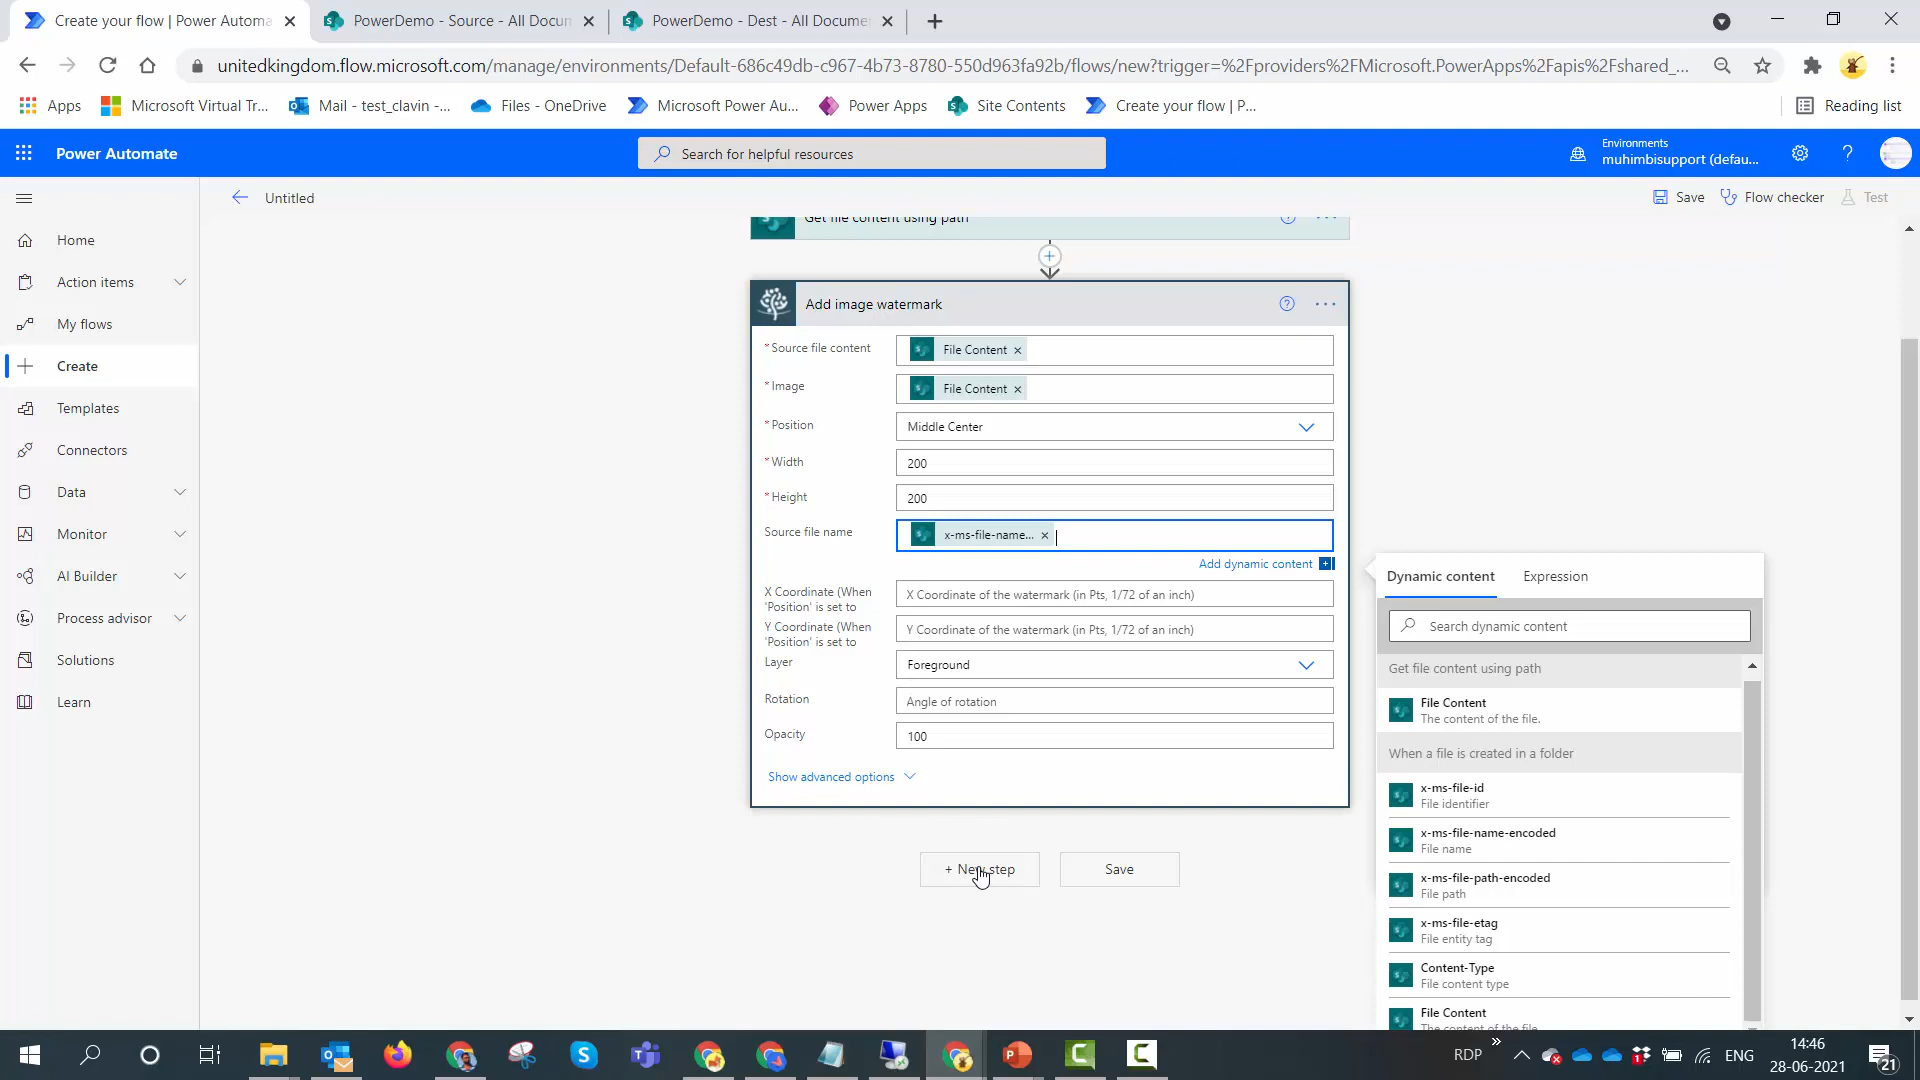 Create your flow | Power Automa
PowerDemo - Source - All Docum
PowerDemo - Dest - All Docume
unitedkingdom.flow.microsoft.com/manage/environments/Default-686c49db-c967-4b73-8780-550d963fa92b/flows/new?trigger=%2Fproviders%2FMicrosoft.PowerApps%2Fapis%2Fshared_...
Apps
Microsoft Virtual Tr...
Mail - test_clavin -...
Files - OneDrive
Microsoft Power Au...
Power Apps
Site Contents
Create your flow | P...
Reading list
Power Automate
Search for helpful resources
Environments
muhimbisupport (defau...
Untitled
Save
Flow checker
Test
Home
Action items
My flows
Create
Templates
Connectors
Data
Monitor
AI Builder
Process advisor
Solutions
Learn
Get file content using path
Add image watermark
*Source file content
File Content
*Image
File Content
*Position
Middle Center
*Width
200
*Height
200
Source file name
x-ms-file-name...
Add dynamic content
X Coordinate (When 'Position' is set to
X Coordinate of the watermark (in Pts, 1/72 of an inch)
Y Coordinate (When 'Position' is set to
Y Coordinate of the watermark (in Pts, 1/72 of an inch)
Layer
Foreground
Rotation
Angle of rotation
Opacity
100
Show advanced options
+ New step
Save
Dynamic content
Expression
Search dynamic content
Get file content using path
File Content
The content of the file.
When a file is created in a folder
x-ms-file-id
File identifier
x-ms-file-name-encoded
File name
x-ms-file-path-encoded
File path
x-ms-file-etag
File entity tag
Content-Type
File content type
File Content
The content of the file
RDP
ENG
14:46
28-06-2021
21